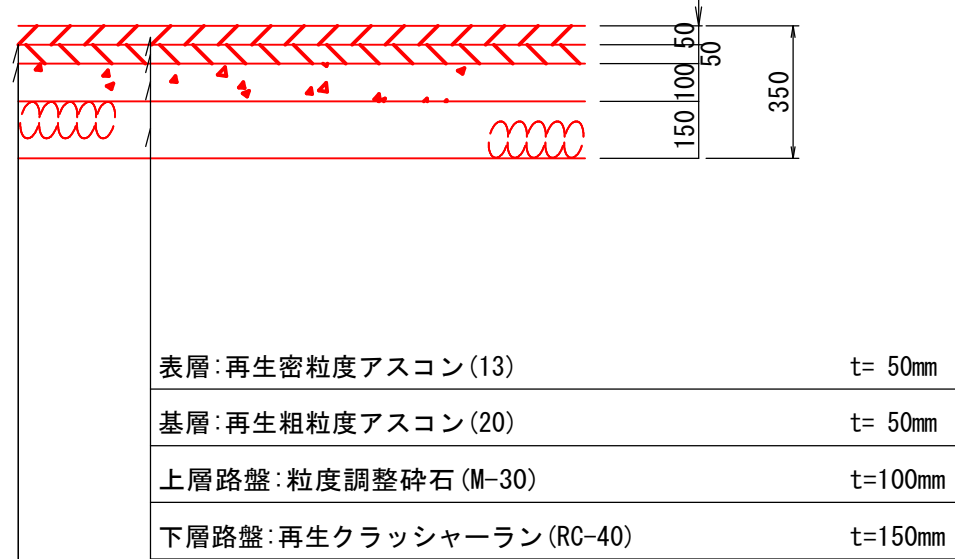 50
50
100
150
350
表層:再生密粒度アスコン(13) t= 50mm
基層:再生粗粒度アスコン(20) t= 50mm
上層路盤:粒度調整砕石(M-30) t=100mm
下層路盤:再生クラッシャーラン(RC-40) t=150mm